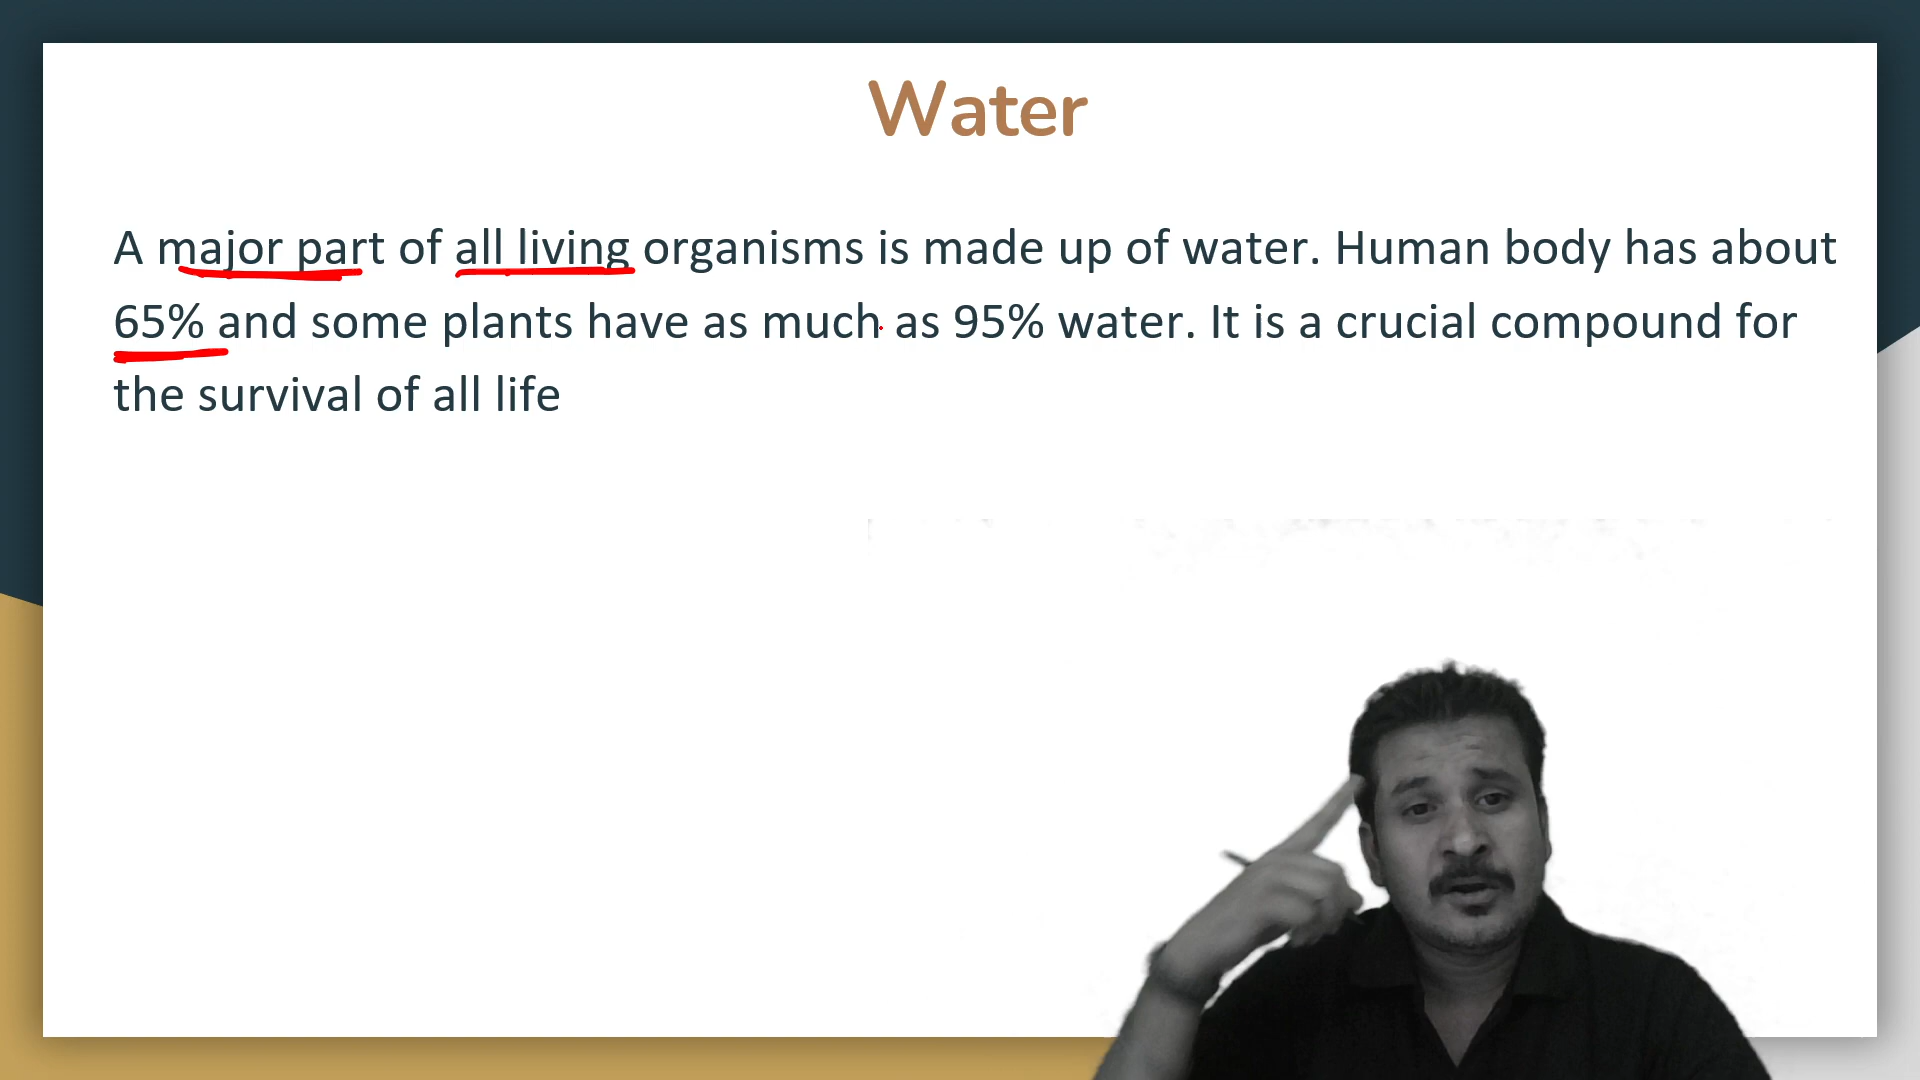 Water
A major part of all living organisms is made up of water. Human body has about
65% and some plants have as much as 95% water. It is a crucial compound for
the survival of all life